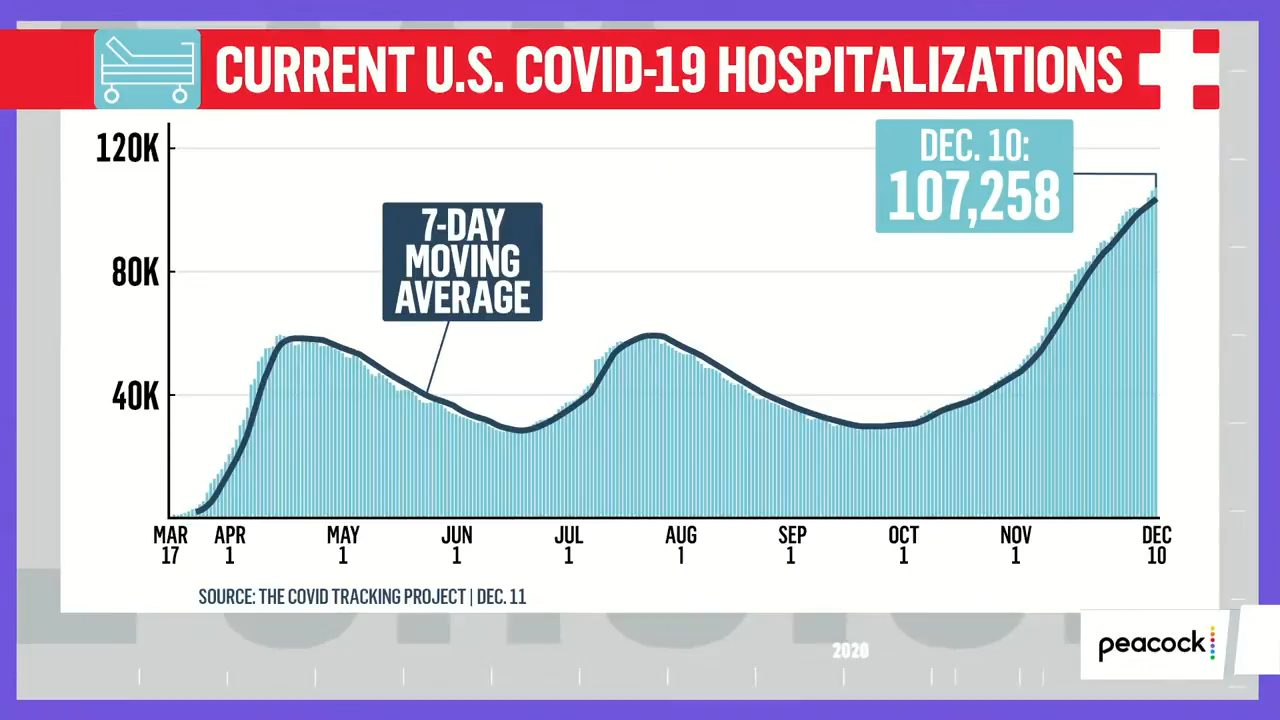 CURRENT U.S. COVID-19 HOSPITALIZATIONS
120K
80K
40K
7-DAY
MOVING
AVERAGE
DEC. 10:
107,258
MAR APR MAY JUN JUL AUG SEP OCT NOV DEC
17 1 1 1 1 1 1 1 1 10
SOURCE: THE COVID TRACKING PROJECT | DEC. 11
2020
peacock